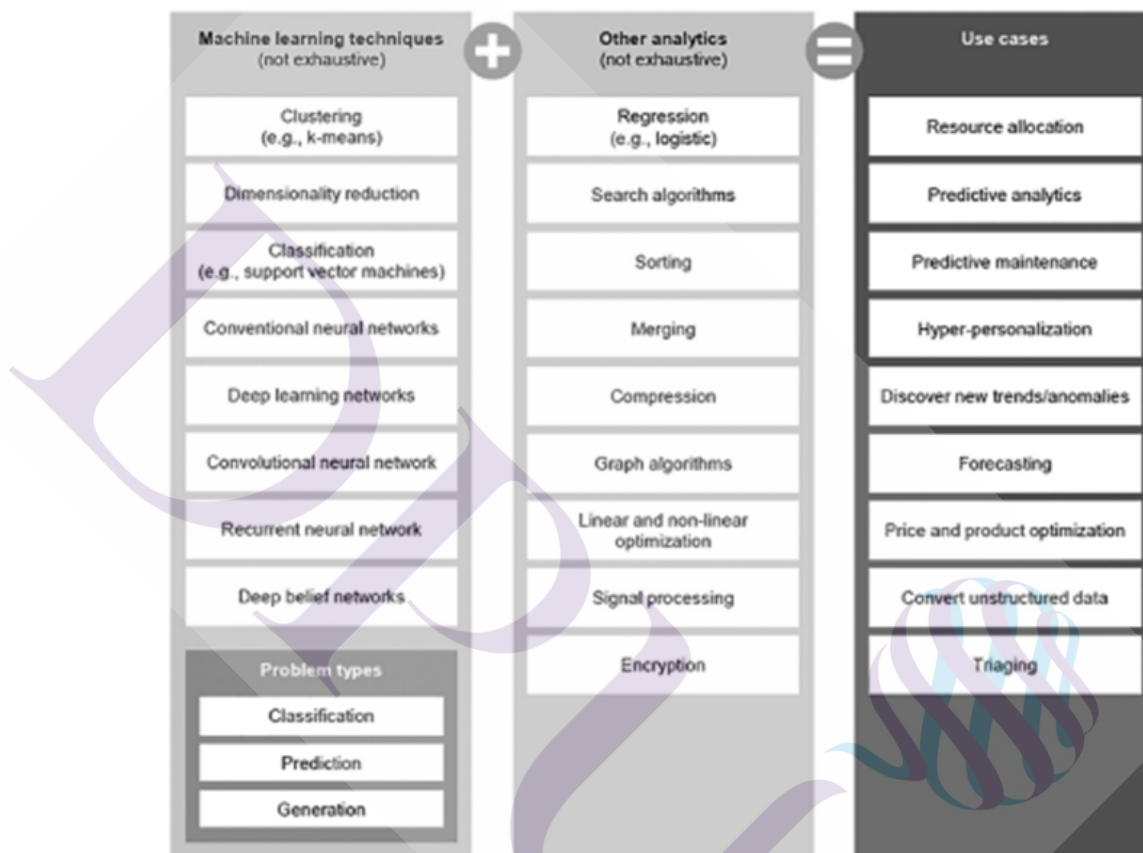 Machine learning techniques
(not exhaustive)
Clustering
(e.g., k-means)
Dimensionality reduction
Classification
(e.g., support vector machines)
Conventional neural networks
Deep learning networks
Convolutional neural network
Recurrent neural network
Deep belief networks
Problem types
Classification
Prediction
Generation
+
Other analytics
(not exhaustive)
Regression
(e.g., logistic)
Search algorithms
Sorting
Merging
Compression
Graph algorithms
Linear and non-linear
optimization
Signal processing
Encryption
=
Use cases
Resource allocation
Predictive analytics
Predictive maintenance
Hyper-personalization
Discover new trends/anomalies
Forecasting
Price and product optimization
Convert unstructured data
Triaging
DPU